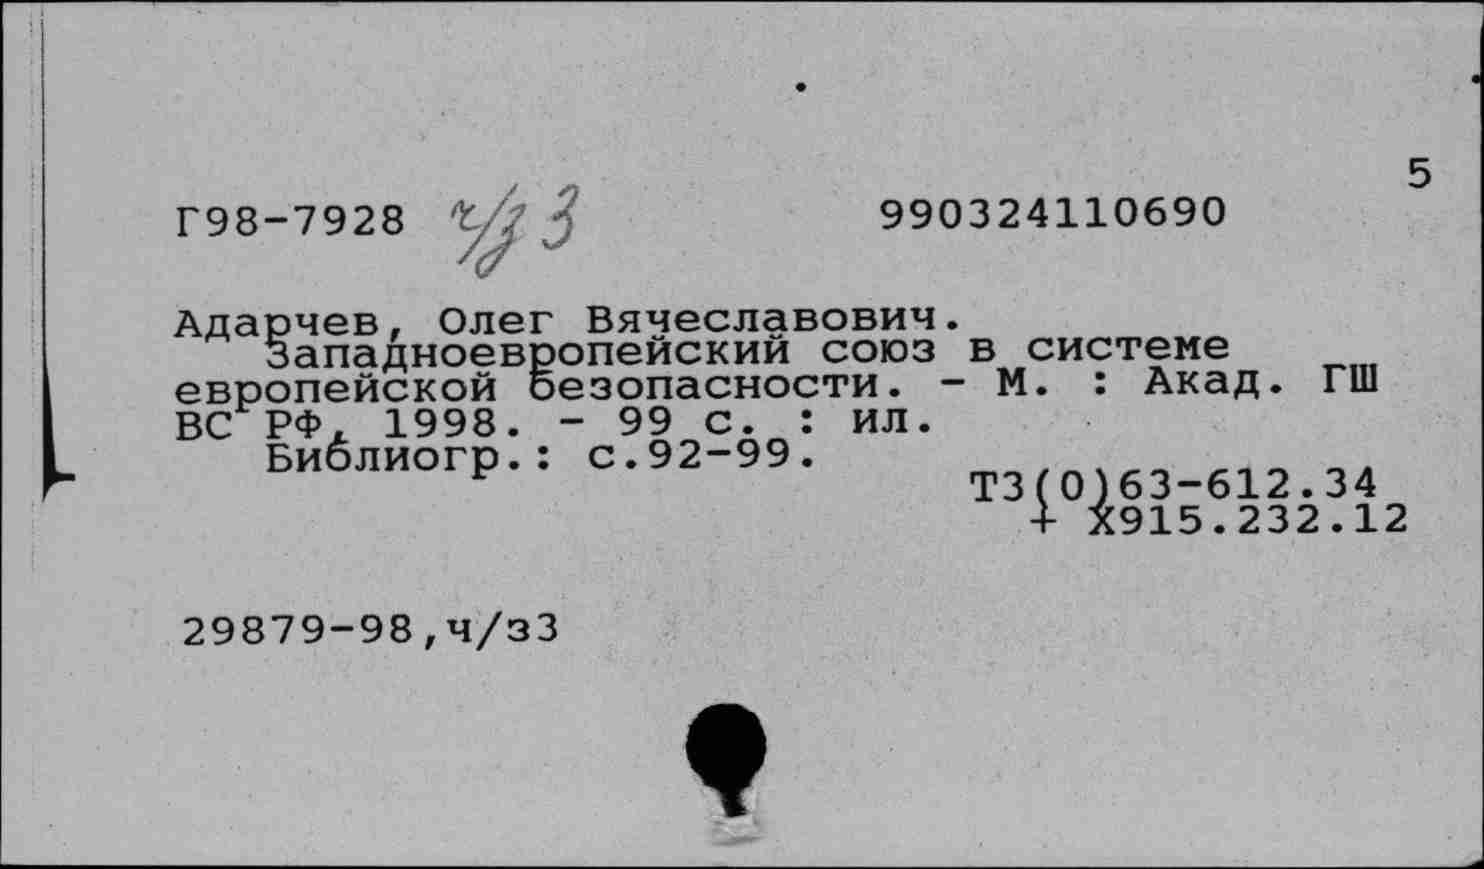 5
Г98-7928 ч/з 3 990324110690
Адарчев, Олег Вячеславович.
Западноевропейский союз в системе
европейской безопасности. - М. : Акад. ГШ
ВС РФ, 1998. - 99 с. : ил.
Библиогр.: с.92-99.
Т3(0)63-612.34
+ Х915.232.12
29879-98,ч/з3